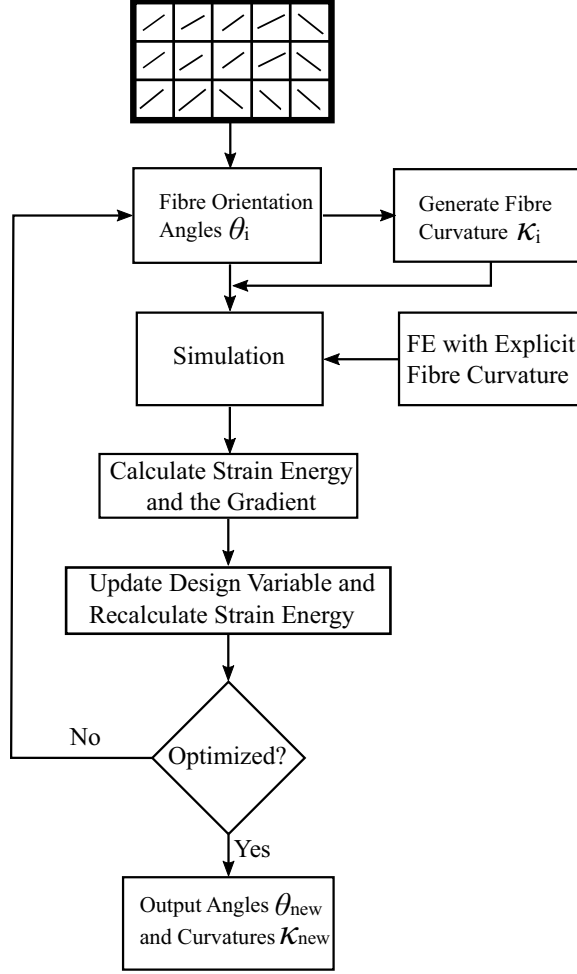 Fibre Orientation
Angles θi
Generate Fibre
Curvature κi
Simulation
FE with Explicit
Fibre Curvature
Calculate Strain Energy
and the Gradient
Update Design Variable and
Recalculate Strain Energy
No
Optimized?
Yes
Output Angles θnew
and Curvatures κnew